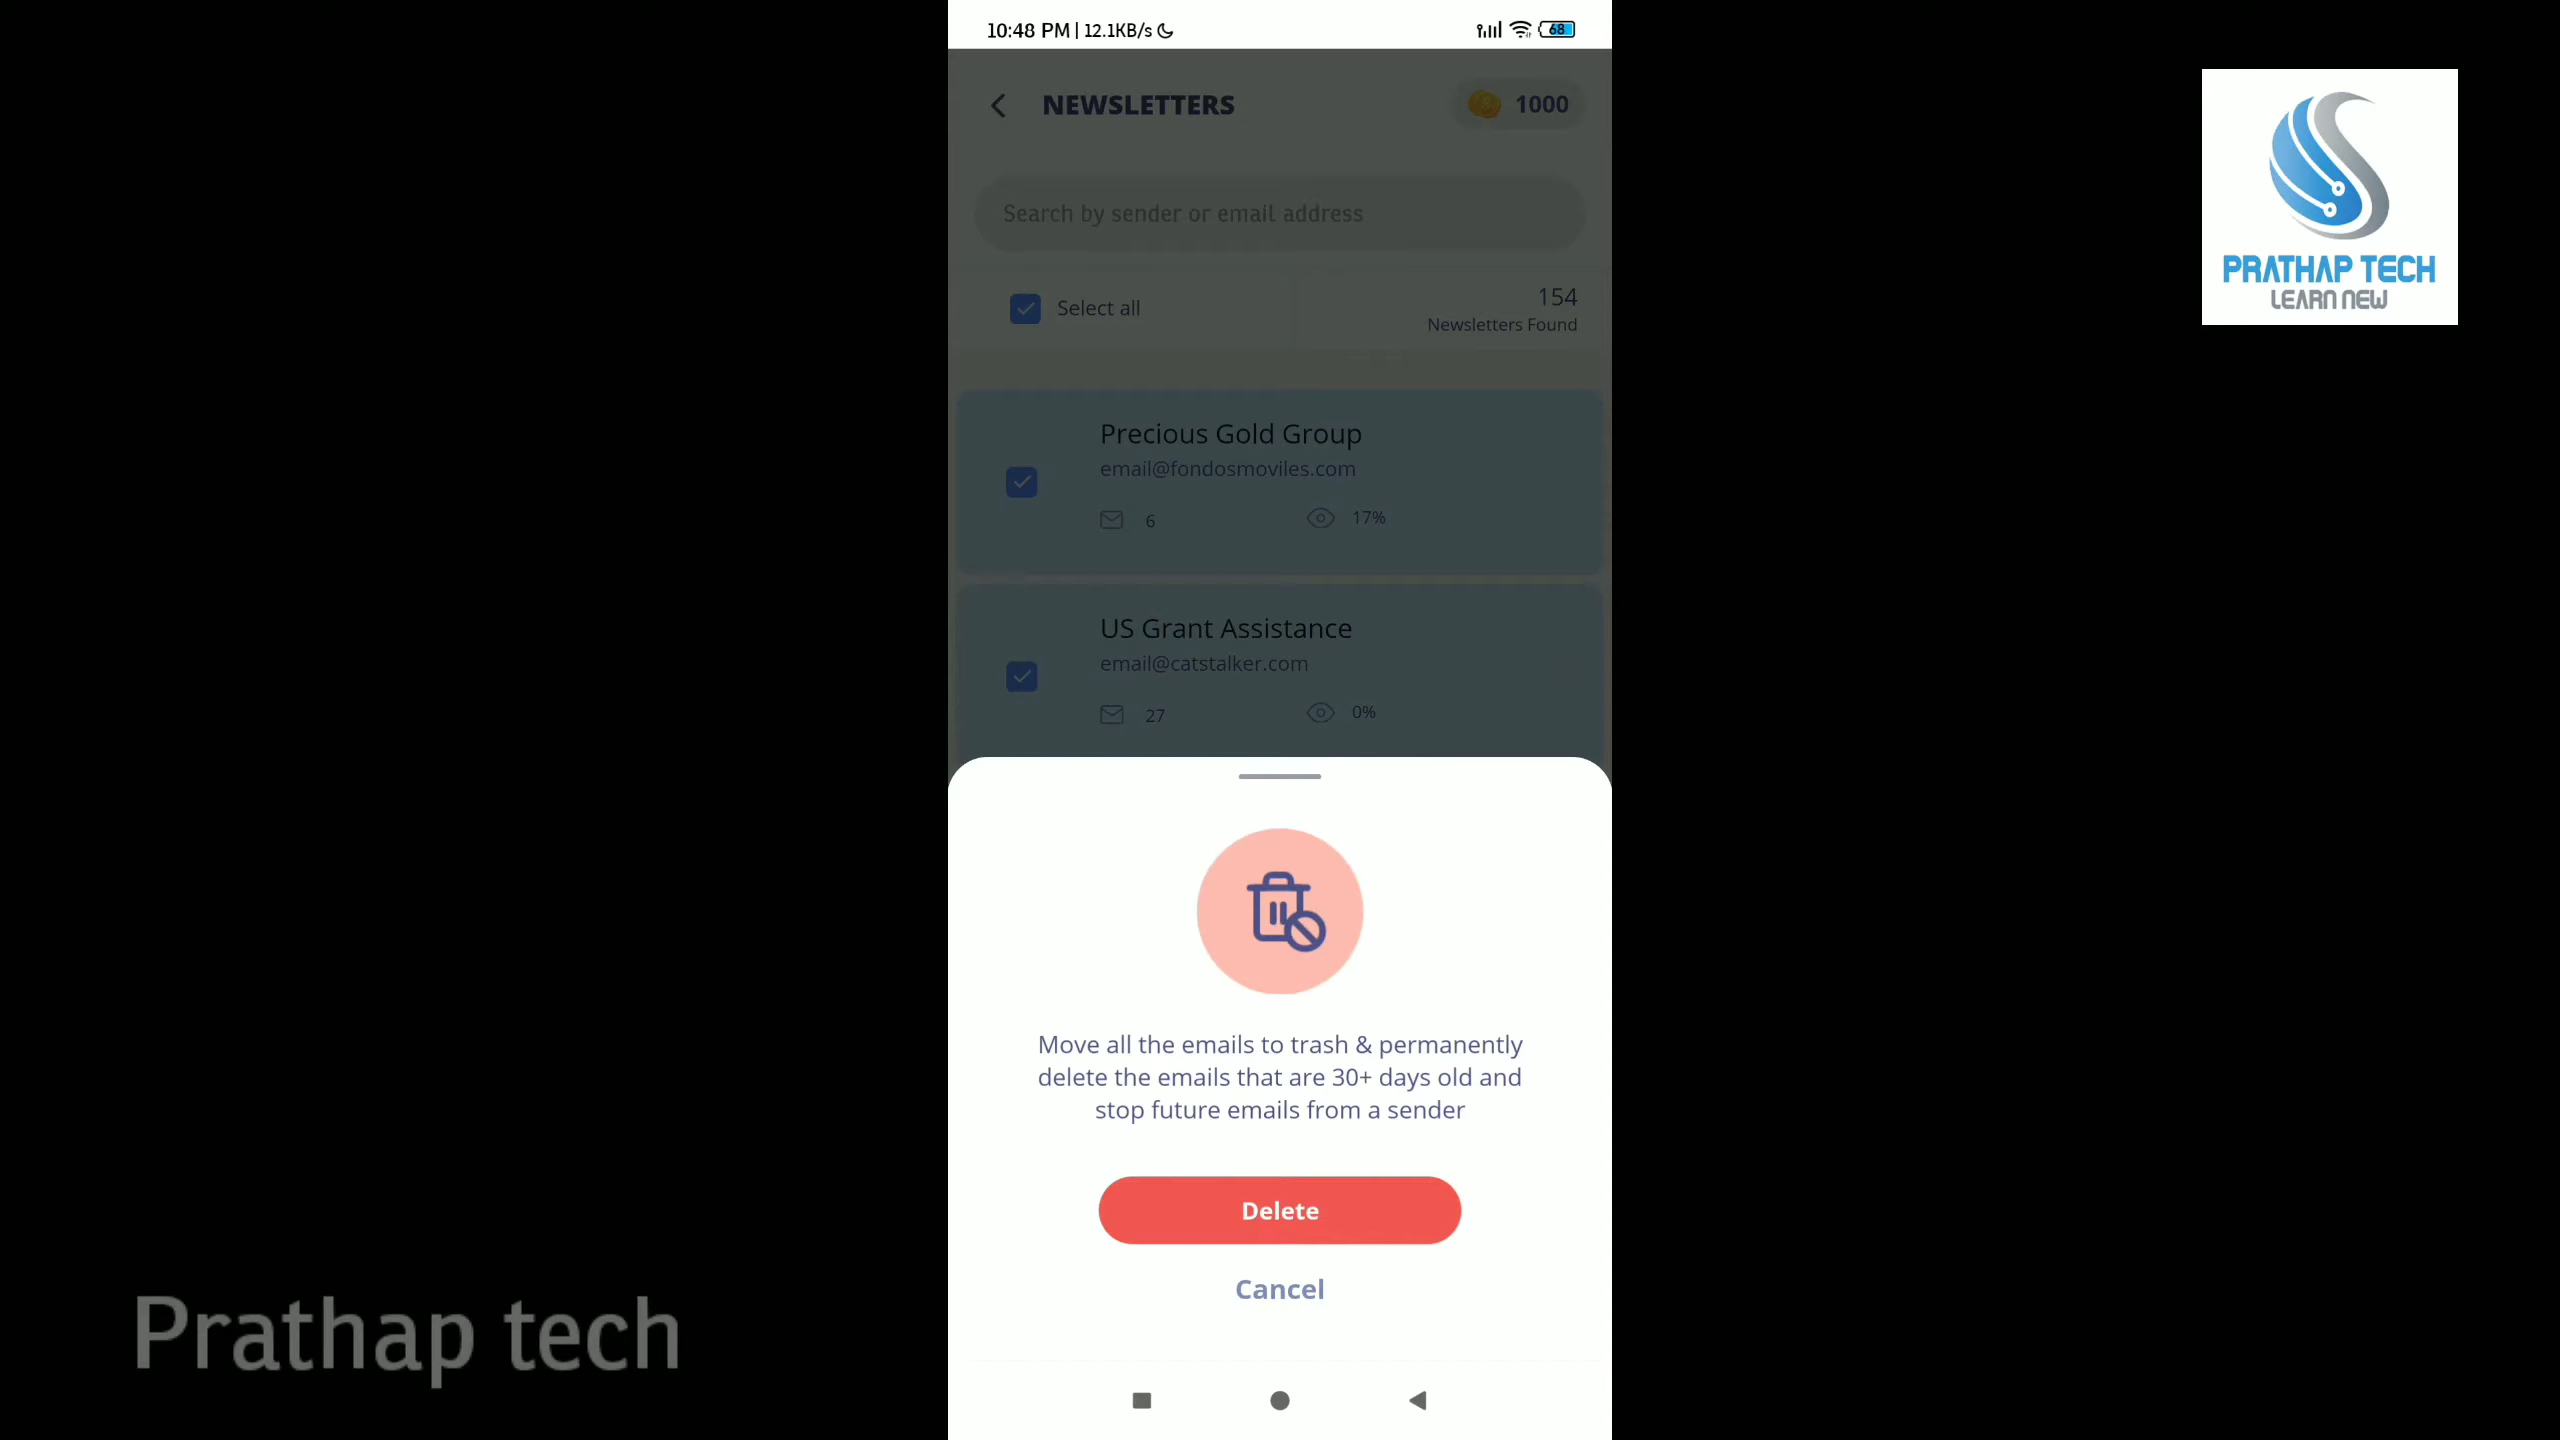 10:48 PM | 12.1KB/s
68
NEWSLETTERS
1000
Search by sender or email address
Select all
154
Newsletters Found
Precious Gold Group
email@fondosmoviles.com
6
17%
US Grant Assistance
email@catstalker.com
27
0%
Move all the emails to trash & permanently
delete the emails that are 30+ days old and
stop future emails from a sender
Delete
Cancel
PRATHAP TECH
LEARN NEW
Prathap tech